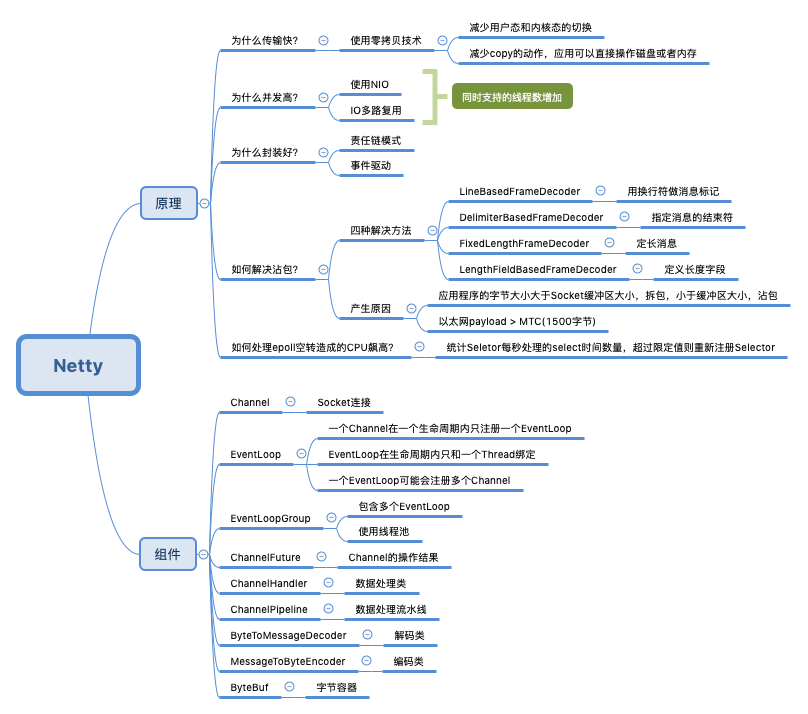 Netty
原理
为什么传输快?
使用零拷贝技术
减少用户态和内核态的切换
减少copy的动作，应用可以直接操作磁盘或者内存
为什么并发高?
使用NIO
IO多路复用
同时支持的线程数增加
为什么封装好?
责任链模式
事件驱动
如何解决沾包?
四种解决方法
LineBasedFrameDecoder
用换行符做消息标记
DelimiterBasedFrameDecoder
指定消息的结束符
FixedLengthFrameDecoder
定长消息
LengthFieldBasedFrameDecoder
定义长度字段
产生原因
应用程序的字节大小大于Socket缓冲区大小，拆包，小于缓冲区大小，沾包
以太网payload > MTC(1500字节)
如何处理epoll空转造成的CPU飙高?
统计Seletor每秒处理的select时间数量，超过限定值则重新注册Selector
组件
Channel
Socket连接
EventLoop
一个Channel在一个生命周期内只注册一个EventLoop
EventLoop在生命周期内只和一个Thread绑定
一个EventLoop可能会注册多个Channel
EventLoopGroup
包含多个EventLoop
使用线程池
ChannelFuture
Channel的操作结果
ChannelHandler
数据处理类
ChannelPipeline
数据处理流水线
ByteToMessageDecoder
解码类
MessageToByteEncoder
编码类
ByteBuf
字节容器